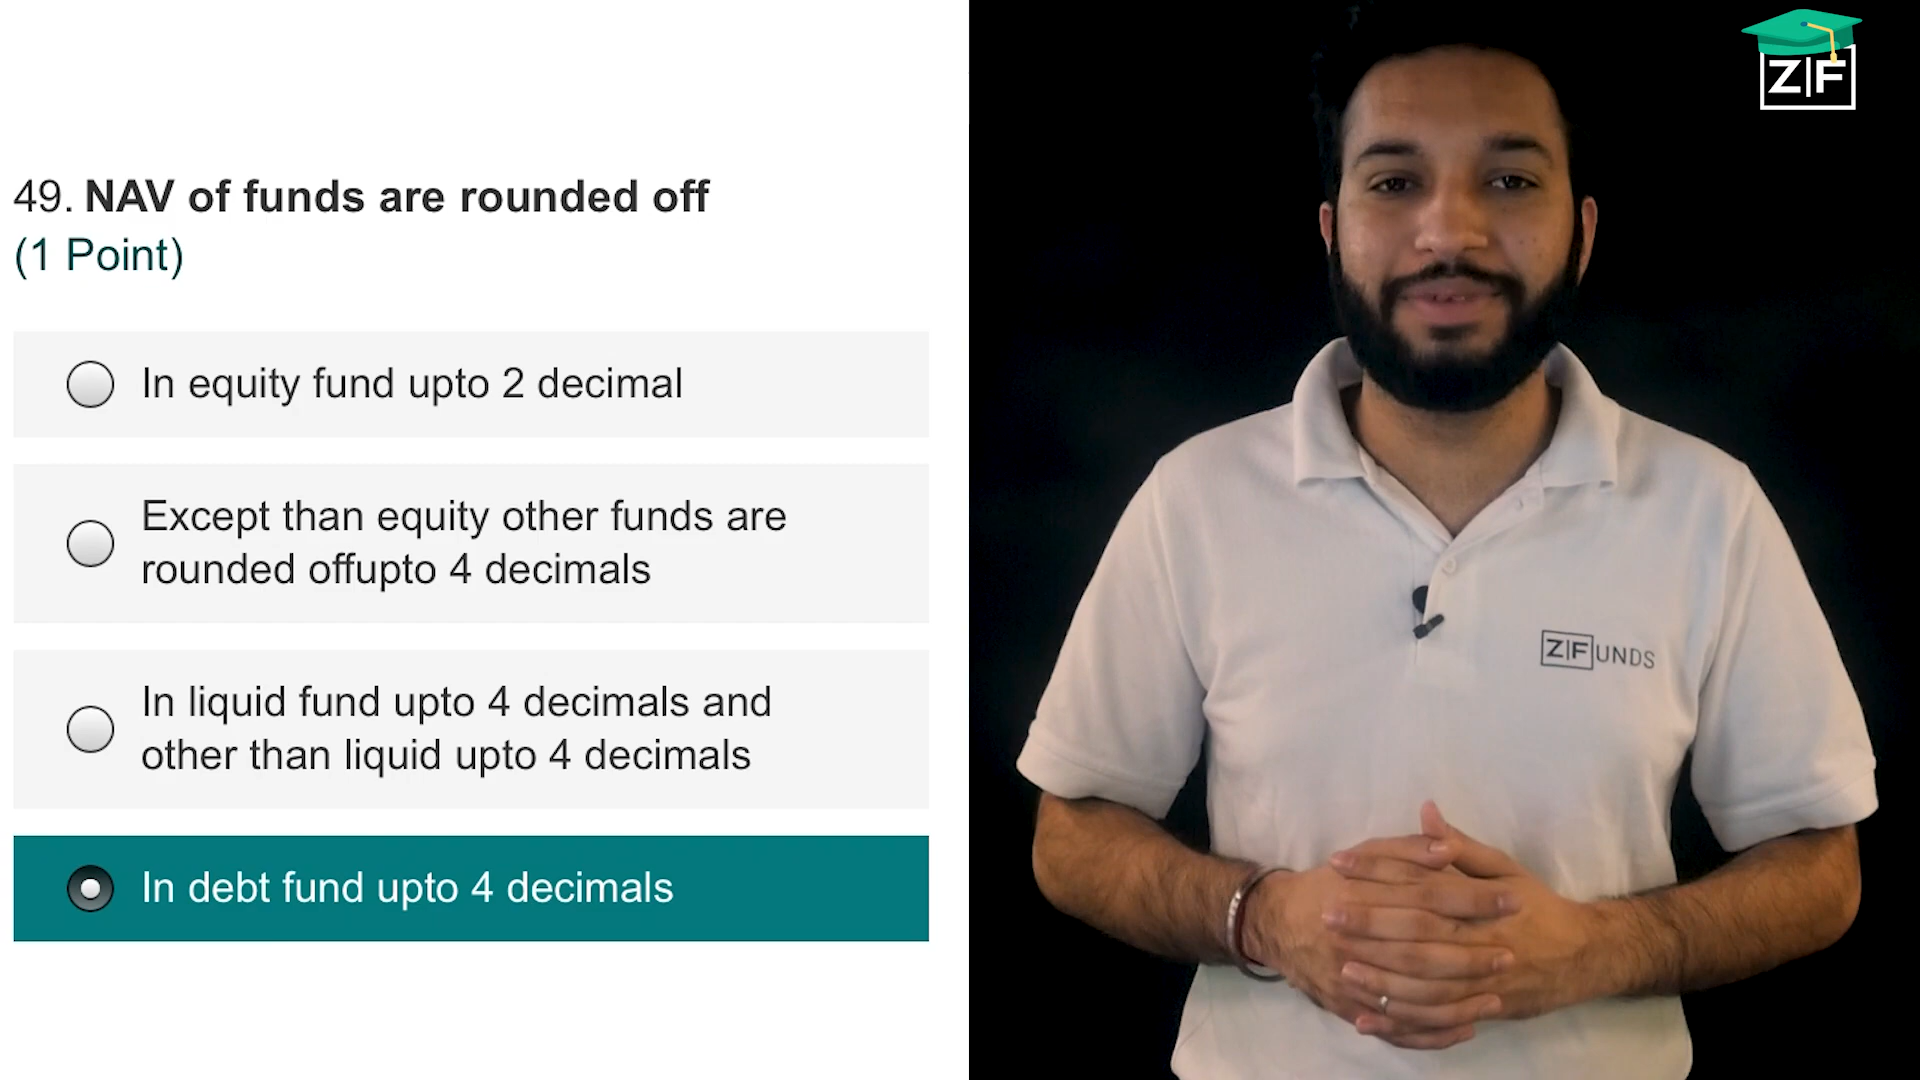 49. NAV of funds are rounded off
(1 Point)
In equity fund upto 2 decimal
Except than equity other funds are
rounded offupto 4 decimals
In liquid fund upto 4 decimals and
other than liquid upto 4 decimals
In debt fund upto 4 decimals
Z|F
Z|FUNDS